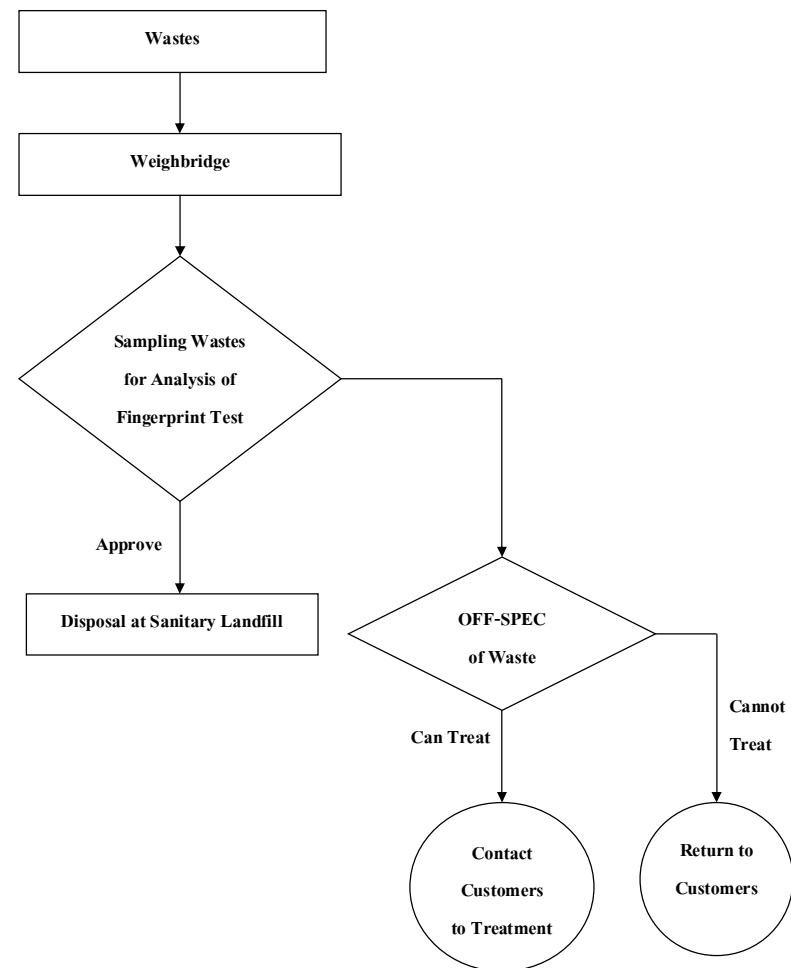 Wastes
Weighbridge
Sampling Wastes
for Analysis of
Fingerprint Test
Approve
Disposal at Sanitary Landfill
OFF-SPEC
of Waste
Can Treat
Cannot
Treat
Contact
Customers
to Treatment
Return to
Customers